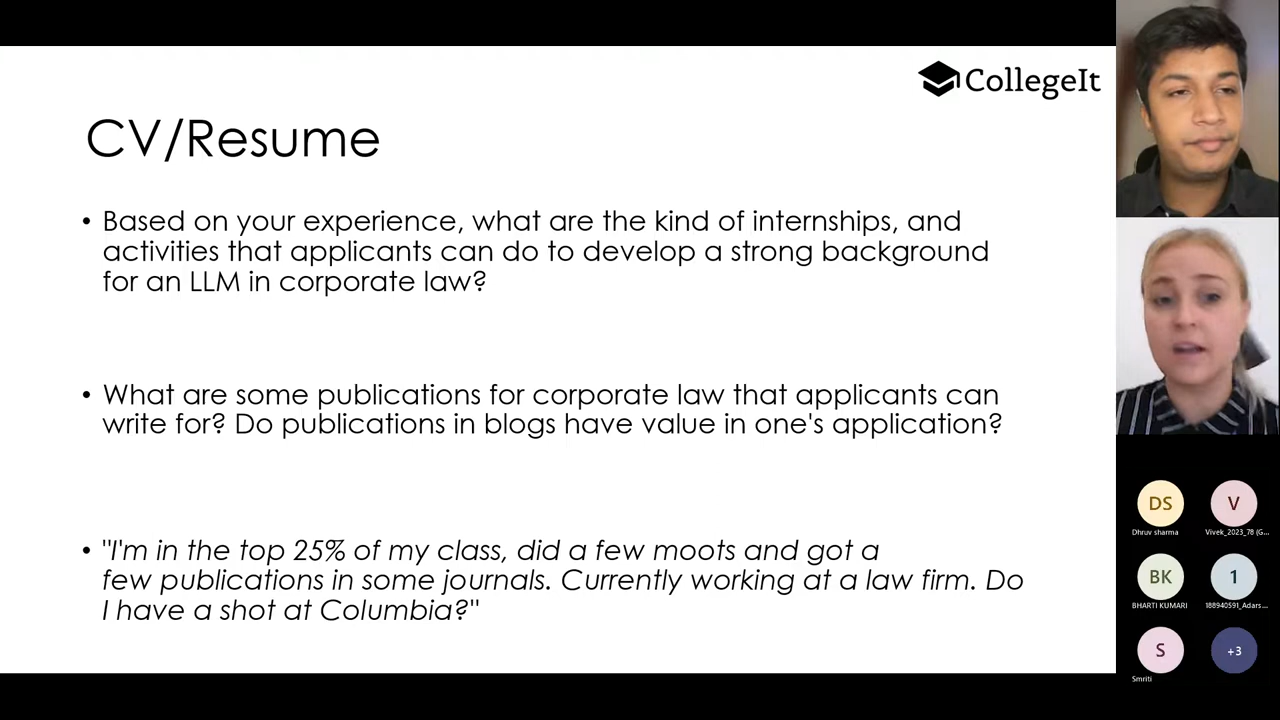 CollegeIt
CV/Resume
• Based on your experience, what are the kind of internships, and
activities that applicants can do to develop a strong background
for an LLM in corporate law?
• What are some publications for corporate law that applicants can
write for? Do publications in blogs have value in one's application?
• "I'm in the top 25% of my class, did a few moots and got a
few publications in some journals. Currently working at a law firm. Do
I have a shot at Columbia?"
DS
V
Dhruv sharma
Vivek_2023_78 (G...
BK
1
BHARTI KUMARI
188940591_Adars...
S
+3
Smriti